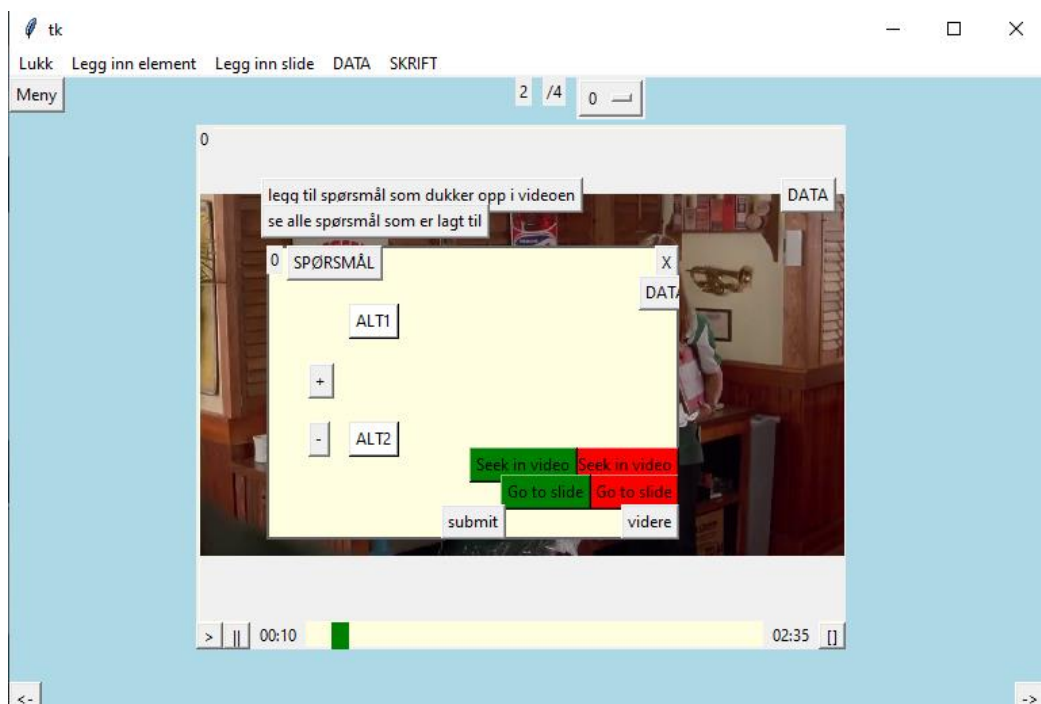 tk
Lukk Legg inn element Legg inn slide DATA SKRIFT
Meny 2 /4 0
0
legg til spørsmål som dukker opp i videoen DATA
se alle spørsmål som er lagt til
0 SPØRSMÅL X
DATA
ALT1
+
- ALT2
Seek in video Seek in video
Go to slide Go to slide
submit videre
> || 00:10 02:35 []
<- ->